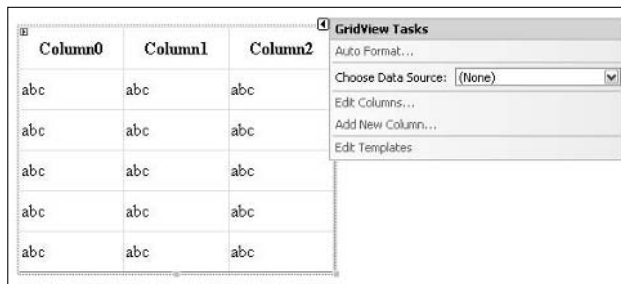 Column0 Column1 Column2
abc abc abc
abc abc abc
abc abc abc
abc abc abc
abc abc abc
GridView Tasks
Auto Format...
Choose Data Source: (None)
Edit Columns...
Add New Column...
Edit Templates